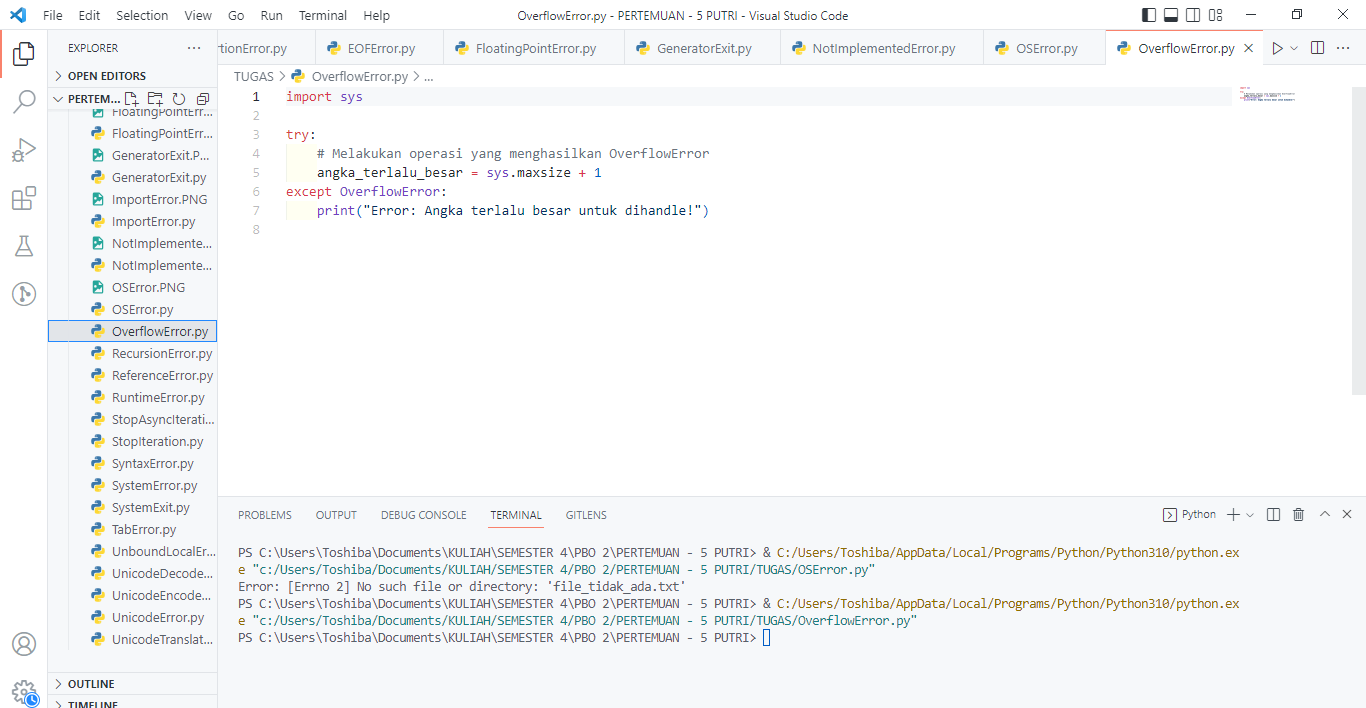 File Edit Selection View Go Run Terminal Help OverflowError.py - PERTEMUAN - 5 PUTRI - Visual Studio Code
EXPLORER ...
tionError.py EOFError.py FloatingPointError.py GeneratorExit.py NotImplementedError.py OSError.py OverflowError.py
OPEN EDITORS
PERTEM...
FloatingPointErr...
FloatingPointErr...
GeneratorExit.P...
GeneratorExit.py
ImportError.PNG
ImportError.py
NotImplemente...
NotImplemente...
OSError.PNG
OSError.py
OverflowError.py
RecursionError.py
ReferenceError.py
RuntimeError.py
StopAsyncIterati...
StopIteration.py
SyntaxError.py
SystemError.py
SystemExit.py
TabError.py
UnboundLocalEr...
UnicodeDecode...
UnicodeEncode...
UnicodeError.py
UnicodeTranslat...
OUTLINE
TIMELINE
TUGAS > OverflowError.py > ...
1 import sys
2
3 try:
4 # Melakukan operasi yang menghasilkan OverflowError
5 angka_terlalu_besar = sys.maxsize + 1
6 except OverflowError:
7 print("Error: Angka terlalu besar untuk dihandle!")
8
PROBLEMS OUTPUT DEBUG CONSOLE TERMINAL GITLENS Python
PS C:\Users\Toshiba\Documents\KULIAH\SEMESTER 4\PBO 2\PERTEMUAN - 5 PUTRI> & C:/Users/Toshiba/AppData/Local/Programs/Python/Python310/python.ex
e "c:/Users/Toshiba/Documents/KULIAH/SEMESTER 4/PBO 2/PERTEMUAN - 5 PUTRI/TUGAS/OSError.py"
Error: [Errno 2] No such file or directory: 'file_tidak_ada.txt'
PS C:\Users\Toshiba\Documents\KULIAH\SEMESTER 4\PBO 2\PERTEMUAN - 5 PUTRI> & C:/Users/Toshiba/AppData/Local/Programs/Python/Python310/python.ex
e "c:/Users/Toshiba/Documents/KULIAH/SEMESTER 4/PBO 2/PERTEMUAN - 5 PUTRI/TUGAS/OverflowError.py"
PS C:\Users\Toshiba\Documents\KULIAH\SEMESTER 4\PBO 2\PERTEMUAN - 5 PUTRI>